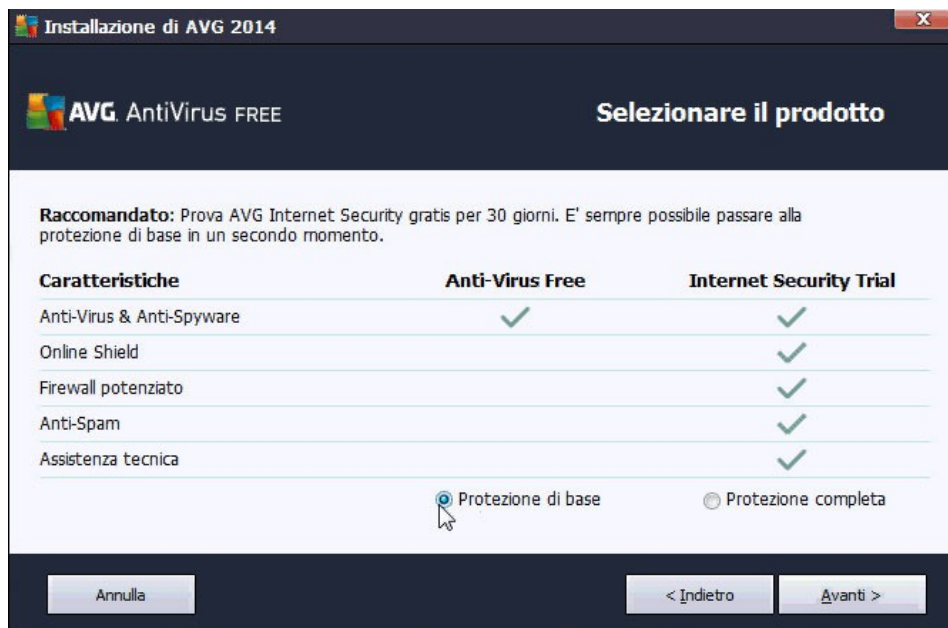 Installazione di AVG 2014
AVG. AntiVirus FREE
Selezionare il prodotto
Raccomandato: Prova AVG Internet Security gratis per 30 giorni. E' sempre possibile passare alla
protezione di base in un secondo momento.
Caratteristiche Anti-Virus Free Internet Security Trial
Anti-Virus & Anti-Spyware
Online Shield
Firewall potenziato
Anti-Spam
Assistenza tecnica
Protezione di base Protezione completa
Annulla < Indietro Avanti >